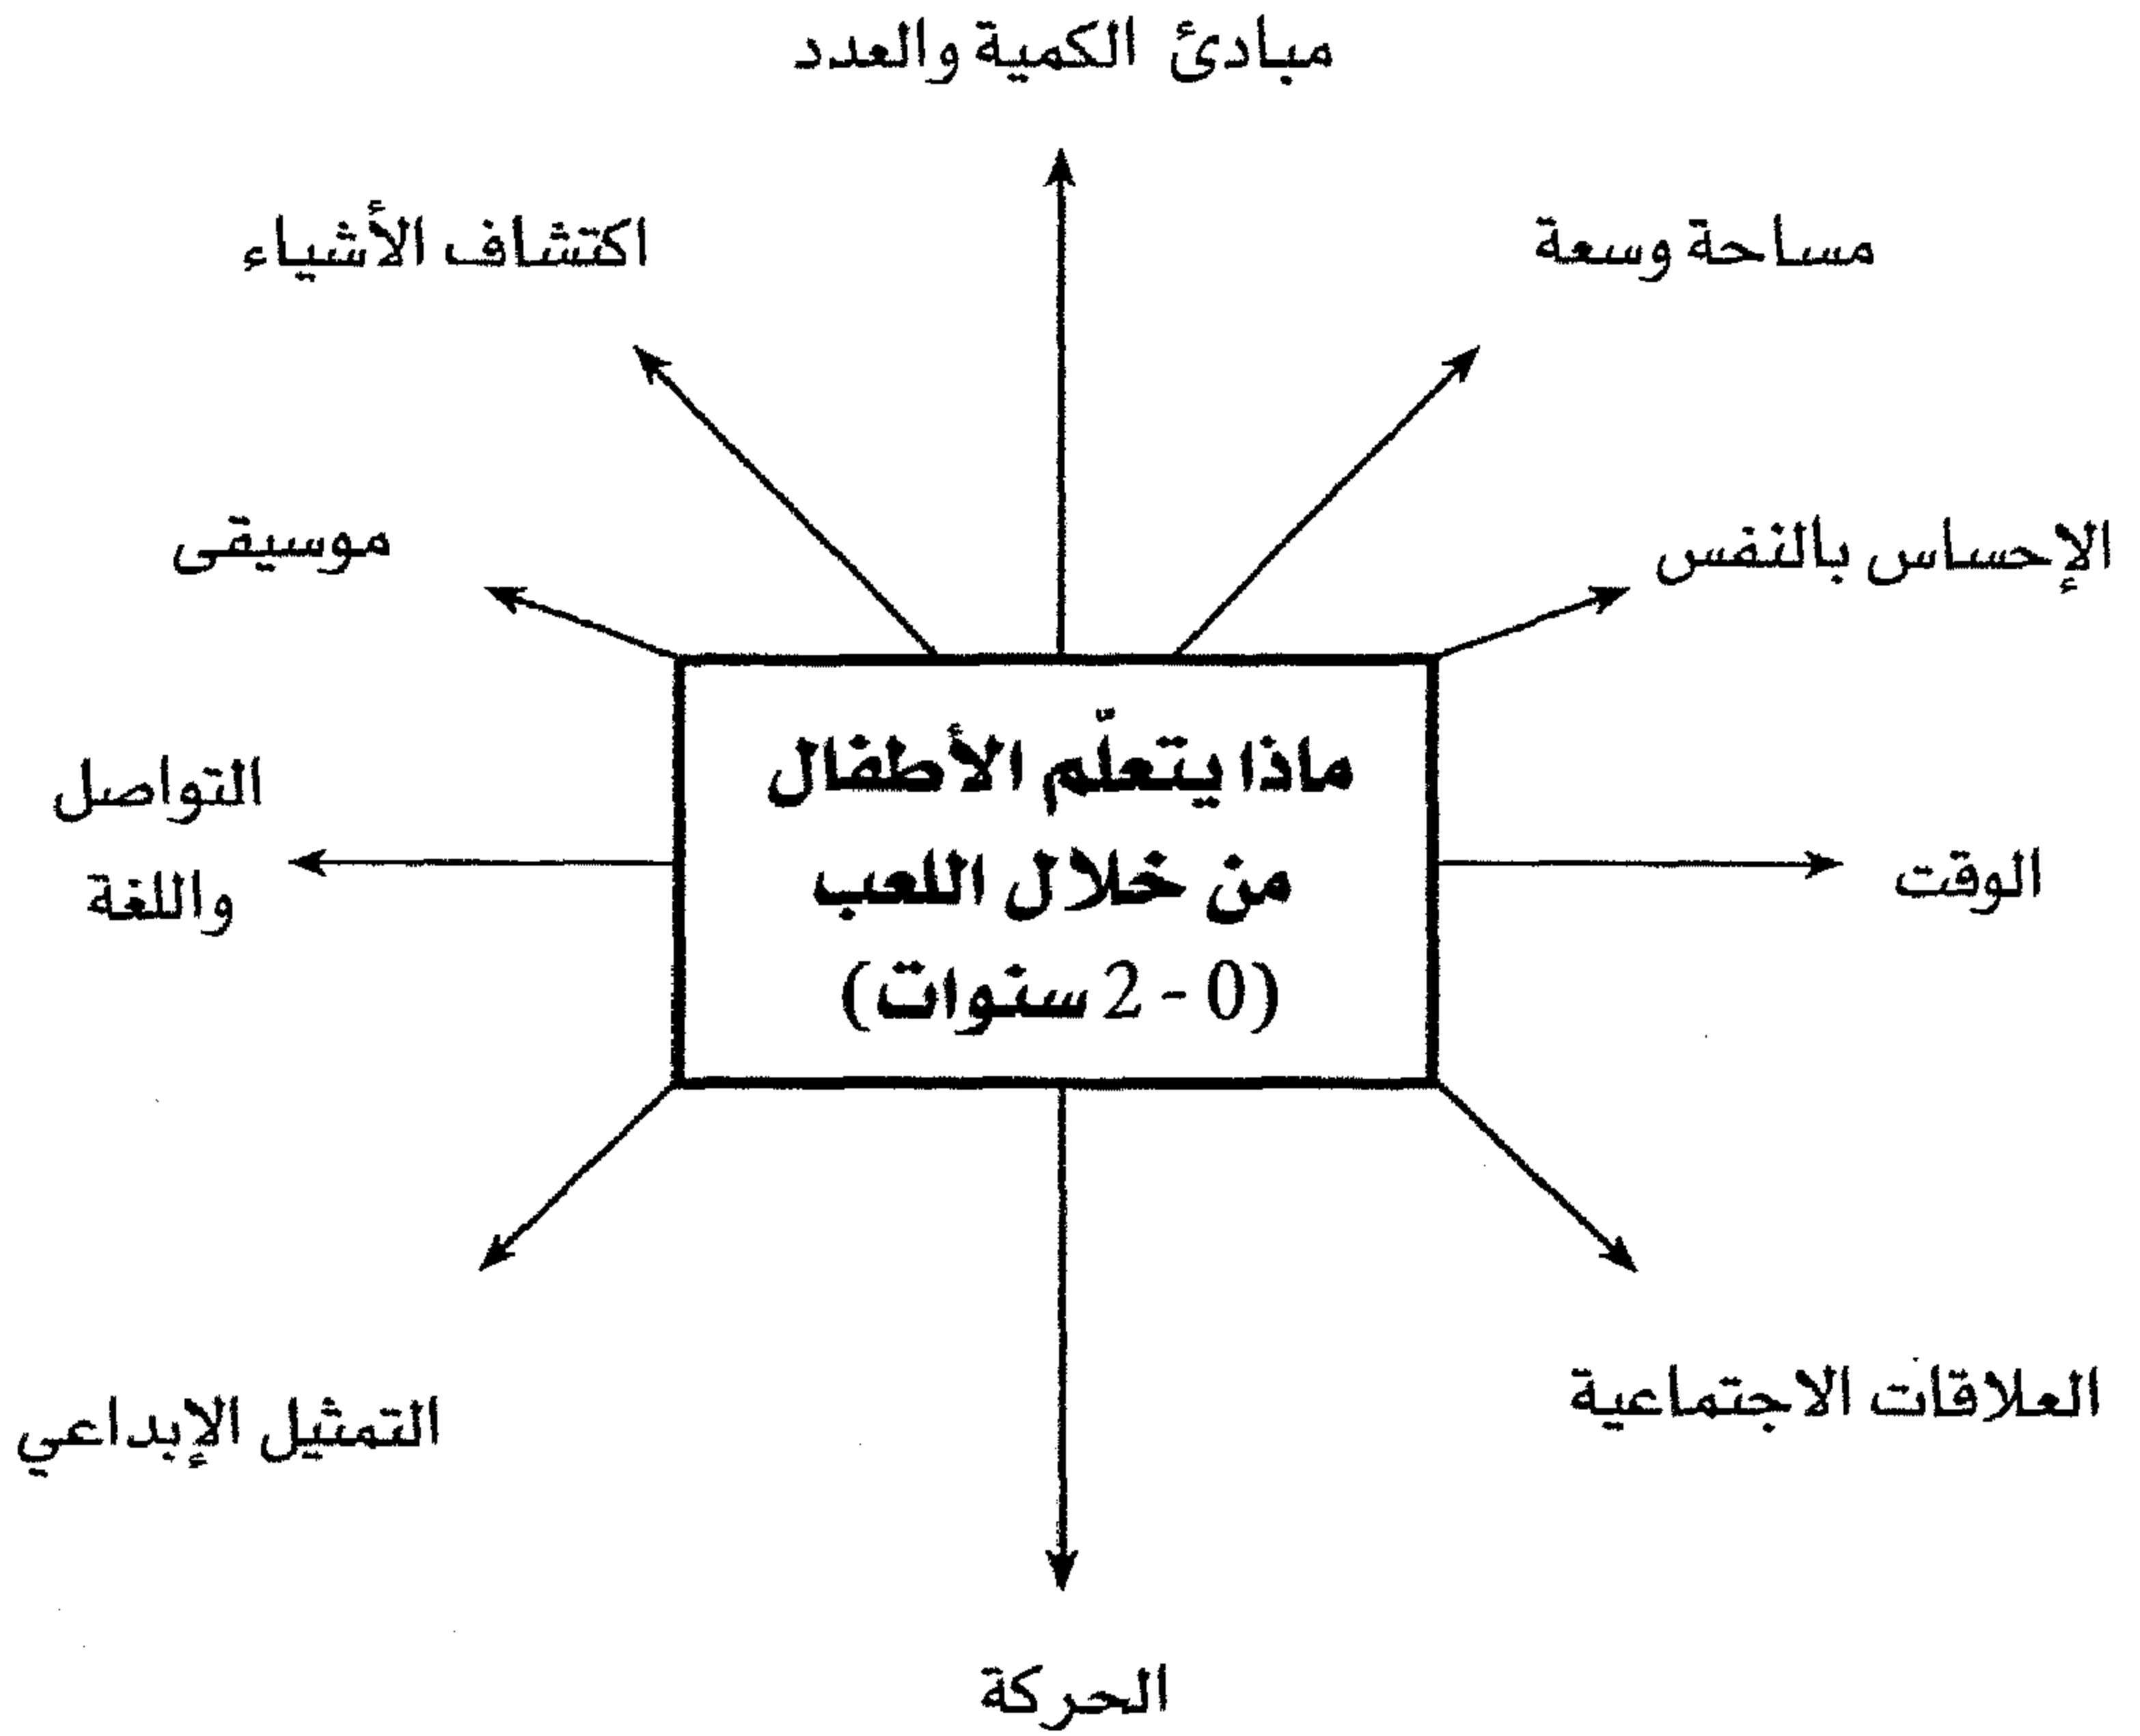 مبادئ الكمية والعدد
مساحة وسعة
اكتشاف الأشياء
الإحساس بالنفس
موسيقى
ماذا يتعلّم الأطفال
من خلال اللعب
(0 - 2 سنوات)
الوقت
التواصل
واللغة
العلاقات الاجتماعية
التمثيل الإبداعي
الحركة